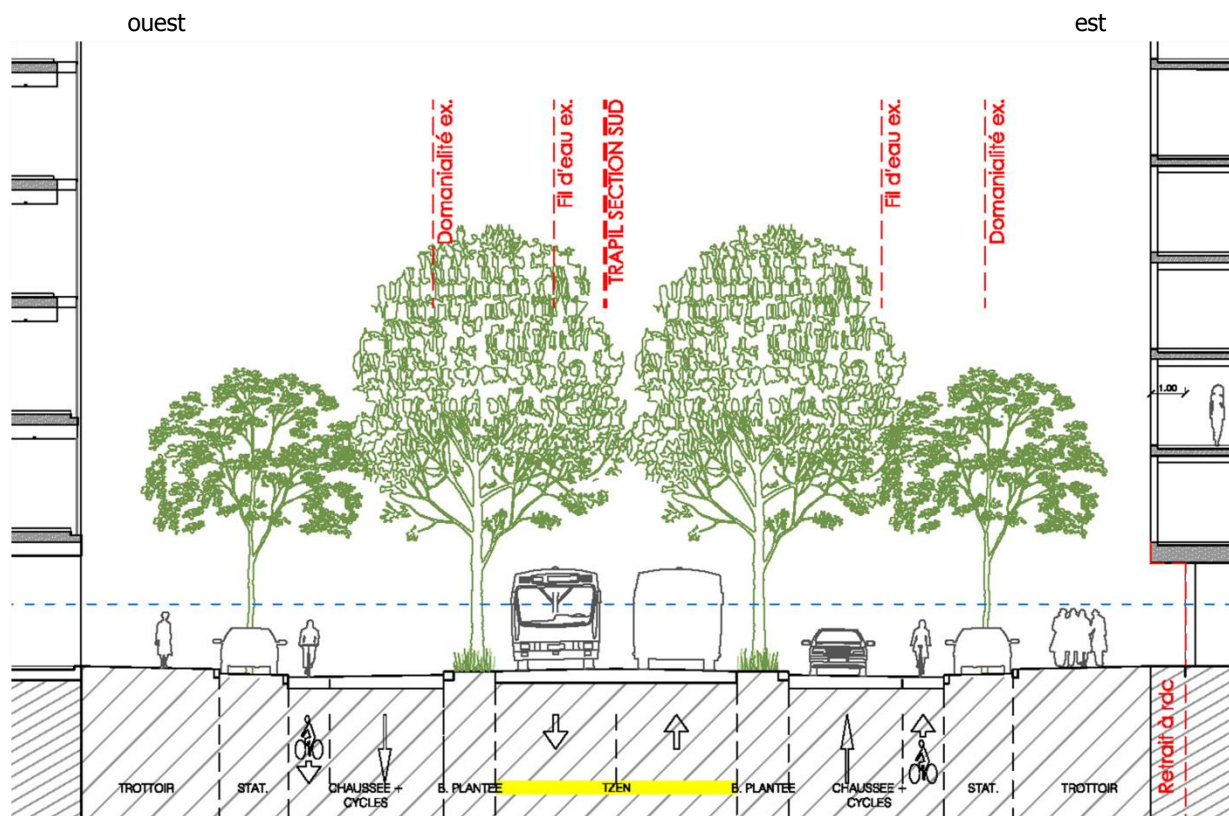 ouest
est
Domanialité ex.
Fil d'eau ex.
TRAPIL SECTION SUD
Fil d'eau ex.
Domanialité ex.
1.00
Retrait à rdc
TROTTOIR
STAT.
CHAUSSEE +
CYCLES
B. PLANTEE
TZEN
B. PLANTEE
CHAUSSEE +
CYCLES
STAT.
TROTTOIR